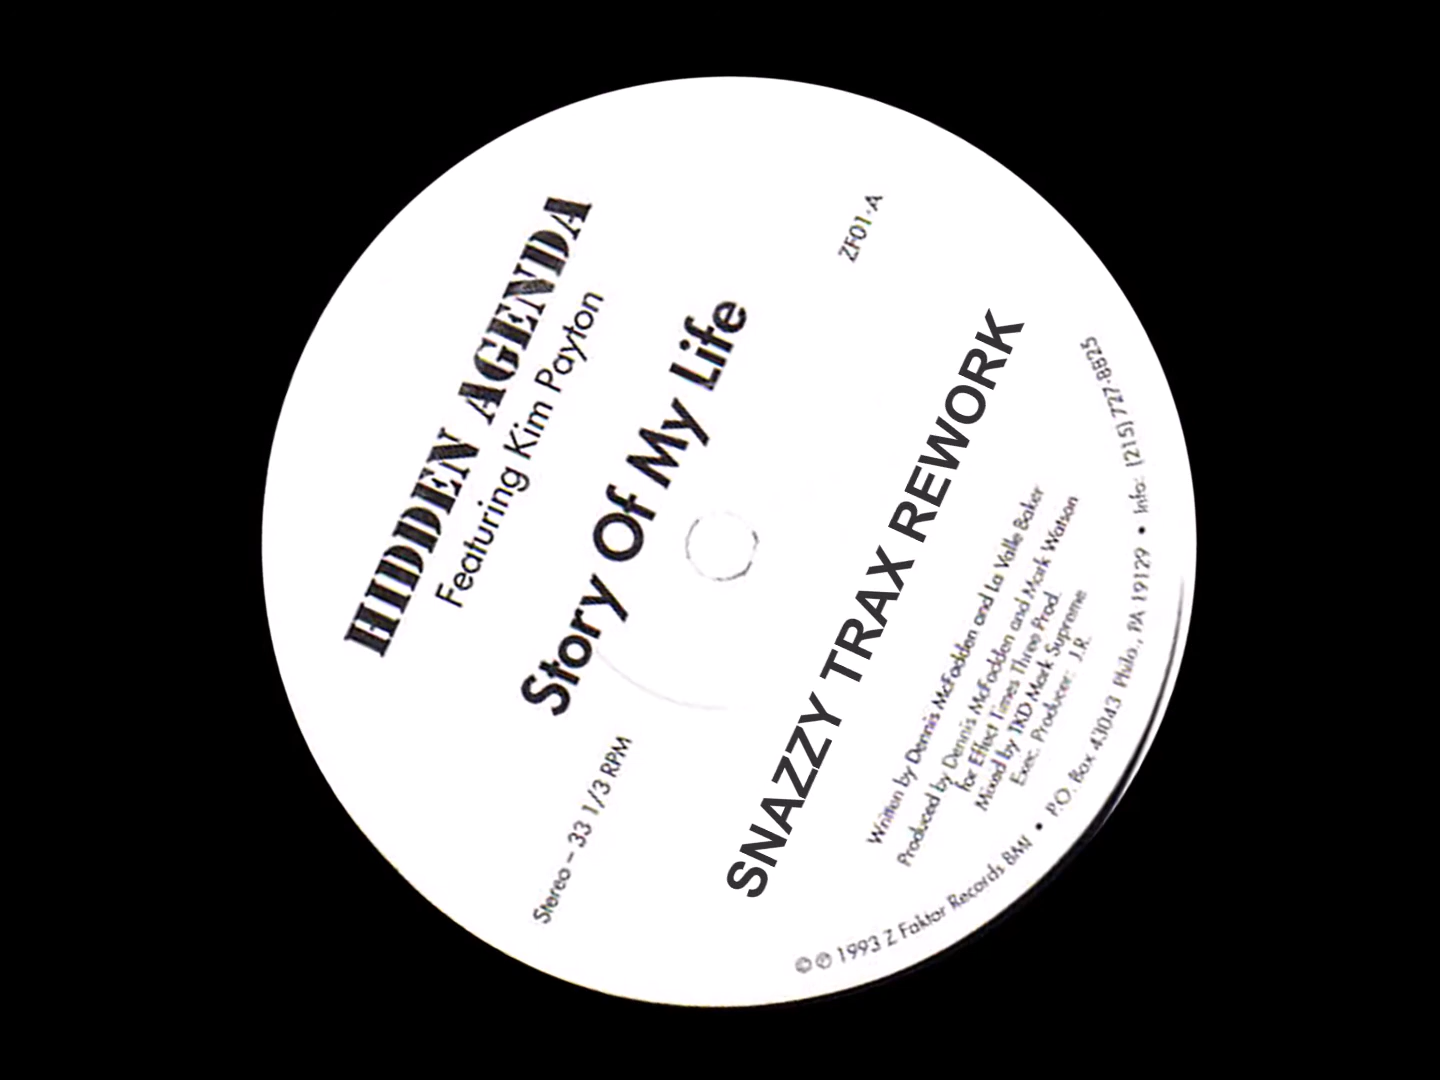 HIDDEN AGENDA
Featuring Kim Payton
Story Of My Life
Stereo – 33 1/3 RPM
ZF01-A
SNAZZY TRAX REWORK
Written by Dennis McFadden and La Valle Baker
Produced by Dennis McFadden and Mark Watson
for Effect Times Three Prod.
Mixed by TKD Mark Supreme
Exec. Producer: J.R.
© ℗ 1993 Z Faktor Records BMI • P.O. Box 43043 Phila., PA 19129 • Info: (215) 727-8825